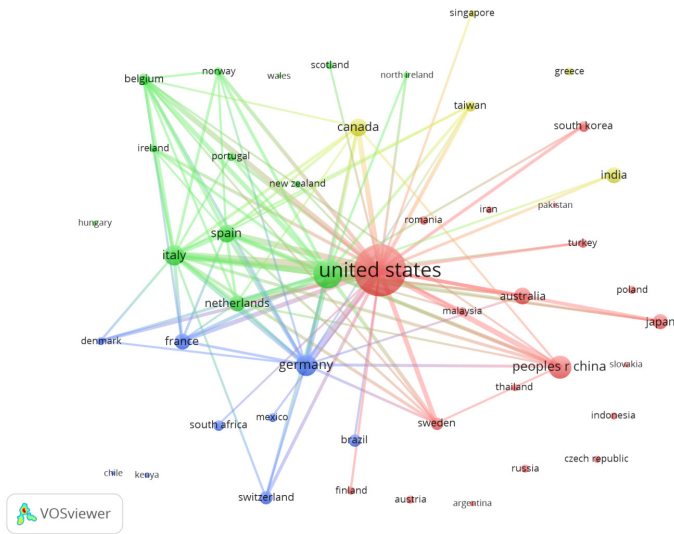 singapore
scotland
norway
wales
north ireland
greece
belgium
taiwan
canada
south korea
ireland
portugal
india
new zealand
iran
pakistan
romania
hungary
spain
turkey
italy
united states
poland
australia
netherlands
malaysia
japan
denmark
france
germany
peoples r china
slovakia
thailand
indonesia
mexico
south africa
sweden
brazil
czech republic
russia
chile
kenya
switzerland
finland
austria
argentina
VOSviewer